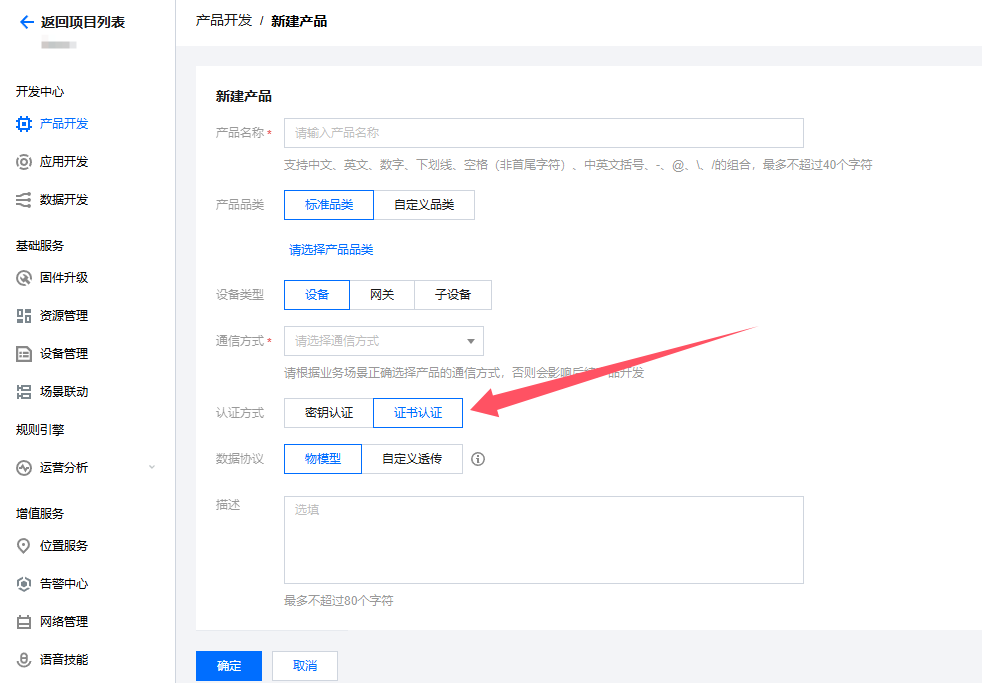 返回项目列表
开发中心
产品开发
应用开发
数据开发
基础服务
固件升级
资源管理
设备管理
场景联动
规则引擎
运营分析
增值服务
位置服务
告警中心
网络管理
语音技能
产品开发 / 新建产品
新建产品
产品名称 * 请输入产品名称
支持中文、英文、数字、下划线、空格（非首尾字符）、中英文括号、-、@、\、/的组合，最多不超过40个字符
产品品类 标准品类 自定义品类
请选择产品品类
设备类型 设备 网关 子设备
通信方式 * 请选择通信方式
请根据业务场景正确选择产品的通信方式，否则会影响后续产品开发
认证方式 密钥认证 证书认证
数据协议 物模型 自定义透传
描述 选填
最多不超过80个字符
确定 取消